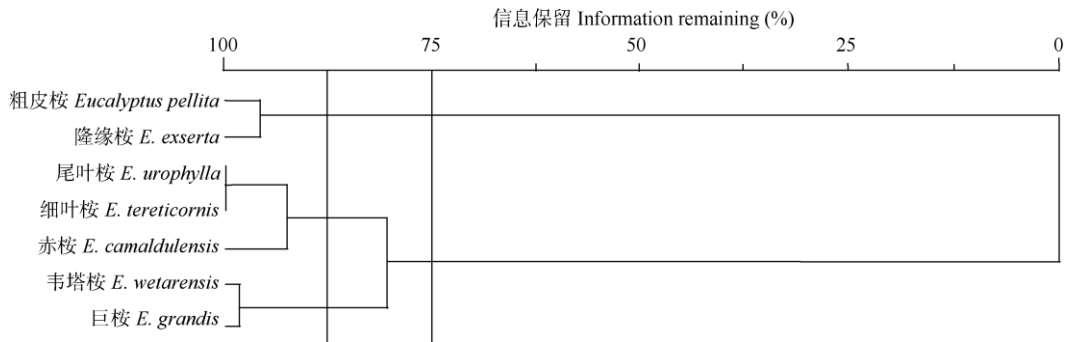 信息保留 Information remaining (%)
100 75 50 25 0
粗皮桉 Eucalyptus pellita
隆缘桉 E. exserta
尾叶桉 E. urophylla
细叶桉 E. tereticornis
赤桉 E. camaldulensis
韦塔桉 E. wetarensis
巨桉 E. grandis